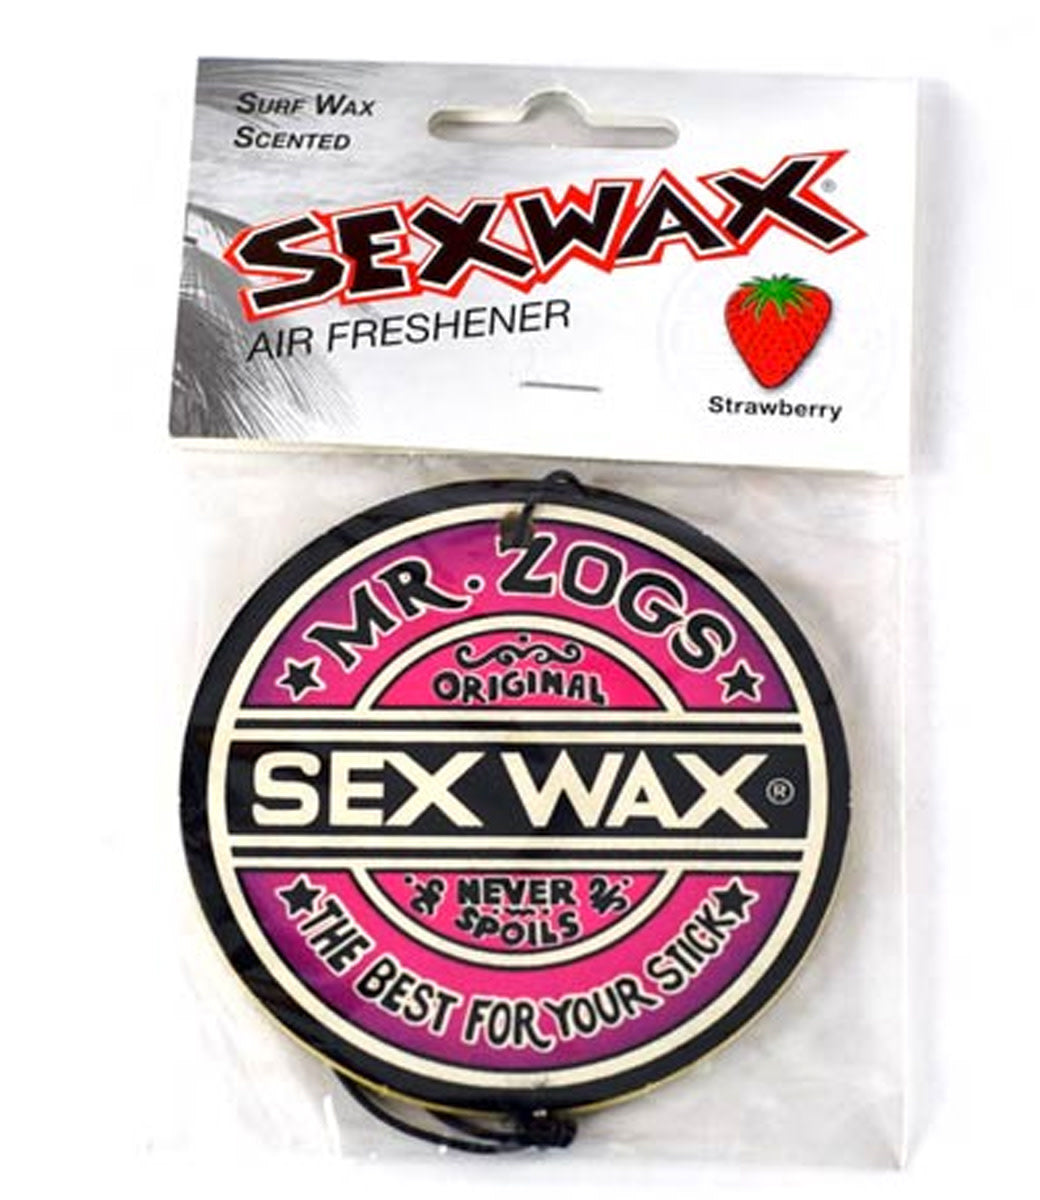 SURF WAX
SCENTED
SEXWAX®
AIR FRESHENER
Strawberry
MR. ZOGS
ORIGINAL
SEX WAX®
NEVER
SPOILS
THE BEST FOR YOUR STICK